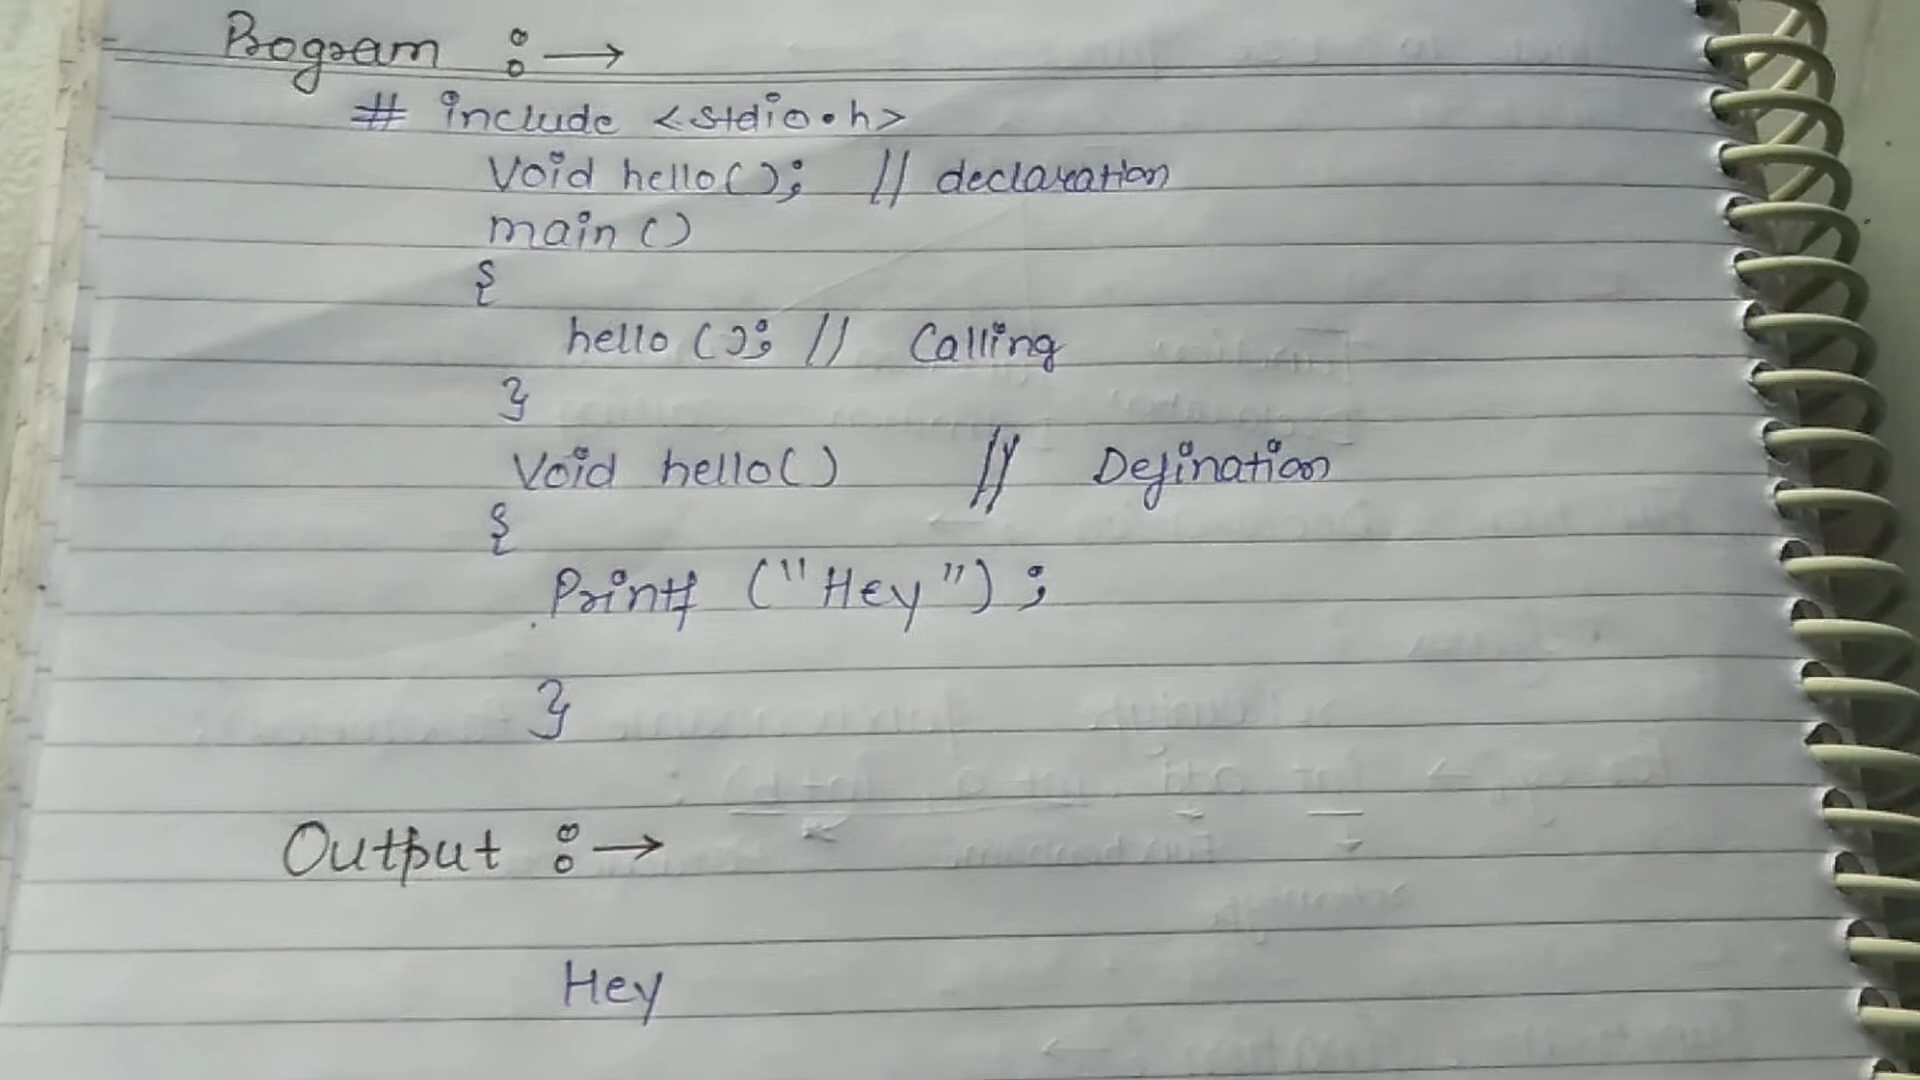 Program :→
# include <stdio.h>
Void hello(); // declaration
main ()
{
hello (); // Calling
}
Void hello() // Defination
{
Printf ("Hey") ;
}
Output :→
Hey